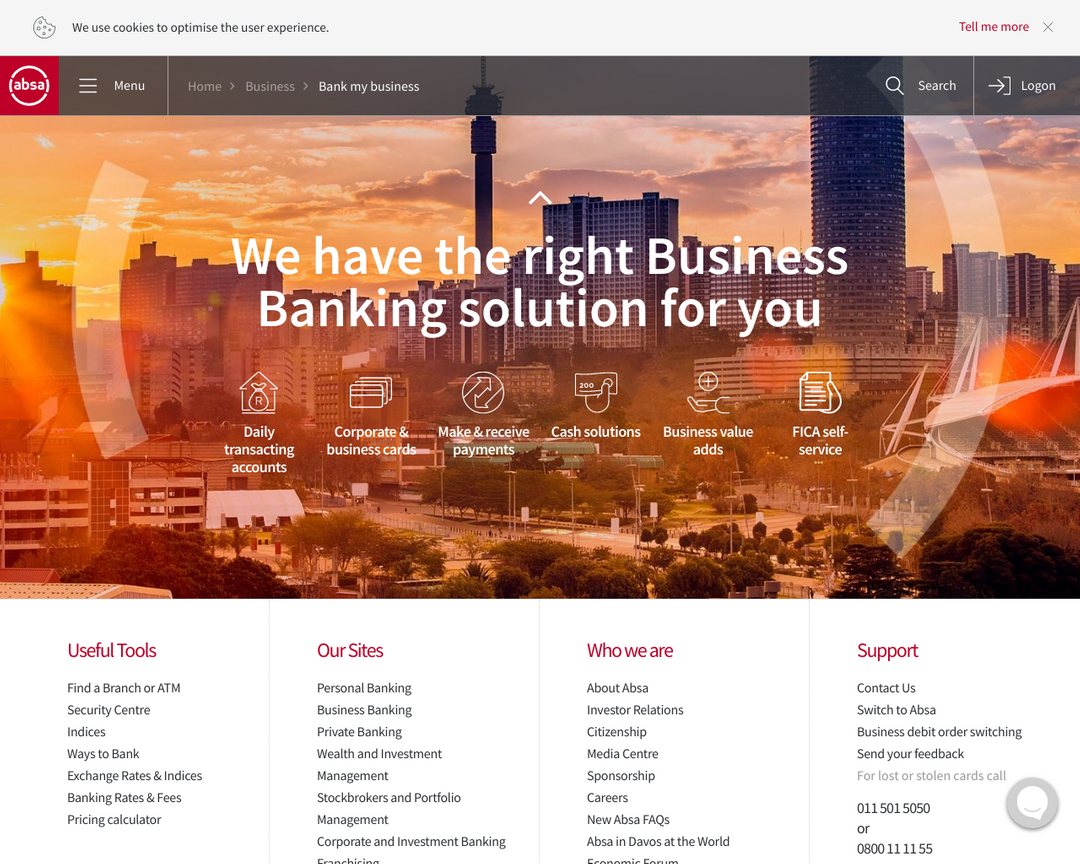 We use cookies to optimise the user experience.
Tell me more
absa
Menu
Home
Business
Bank my business
Search
Logon
We have the right Business
Banking solution for you
R
200
Daily
transacting
accounts
Corporate &
business cards
Make & receive
payments
Cash solutions
Business value
adds
FICA self-
service
Useful Tools
Find a Branch or ATM
Security Centre
Indices
Ways to Bank
Exchange Rates & Indices
Banking Rates & Fees
Pricing calculator
Our Sites
Personal Banking
Business Banking
Private Banking
Wealth and Investment
Management
Stockbrokers and Portfolio
Management
Corporate and Investment Banking
Franchising
Who we are
About Absa
Investor Relations
Citizenship
Media Centre
Sponsorship
Careers
New Absa FAQs
Absa in Davos at the World
Economic Forum
Support
Contact Us
Switch to Absa
Business debit order switching
Send your feedback
For lost or stolen cards call
011 501 5050
or
0800 11 11 55